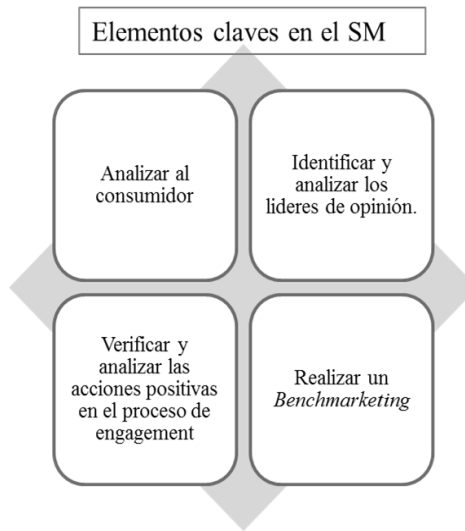 Elementos claves en el SM
Analizar al
consumidor
Identificar y
analizar los
lideres de opinión.
Verificar y
analizar las
acciones positivas
en el proceso de
engagement
Realizar un
Benchmarketing